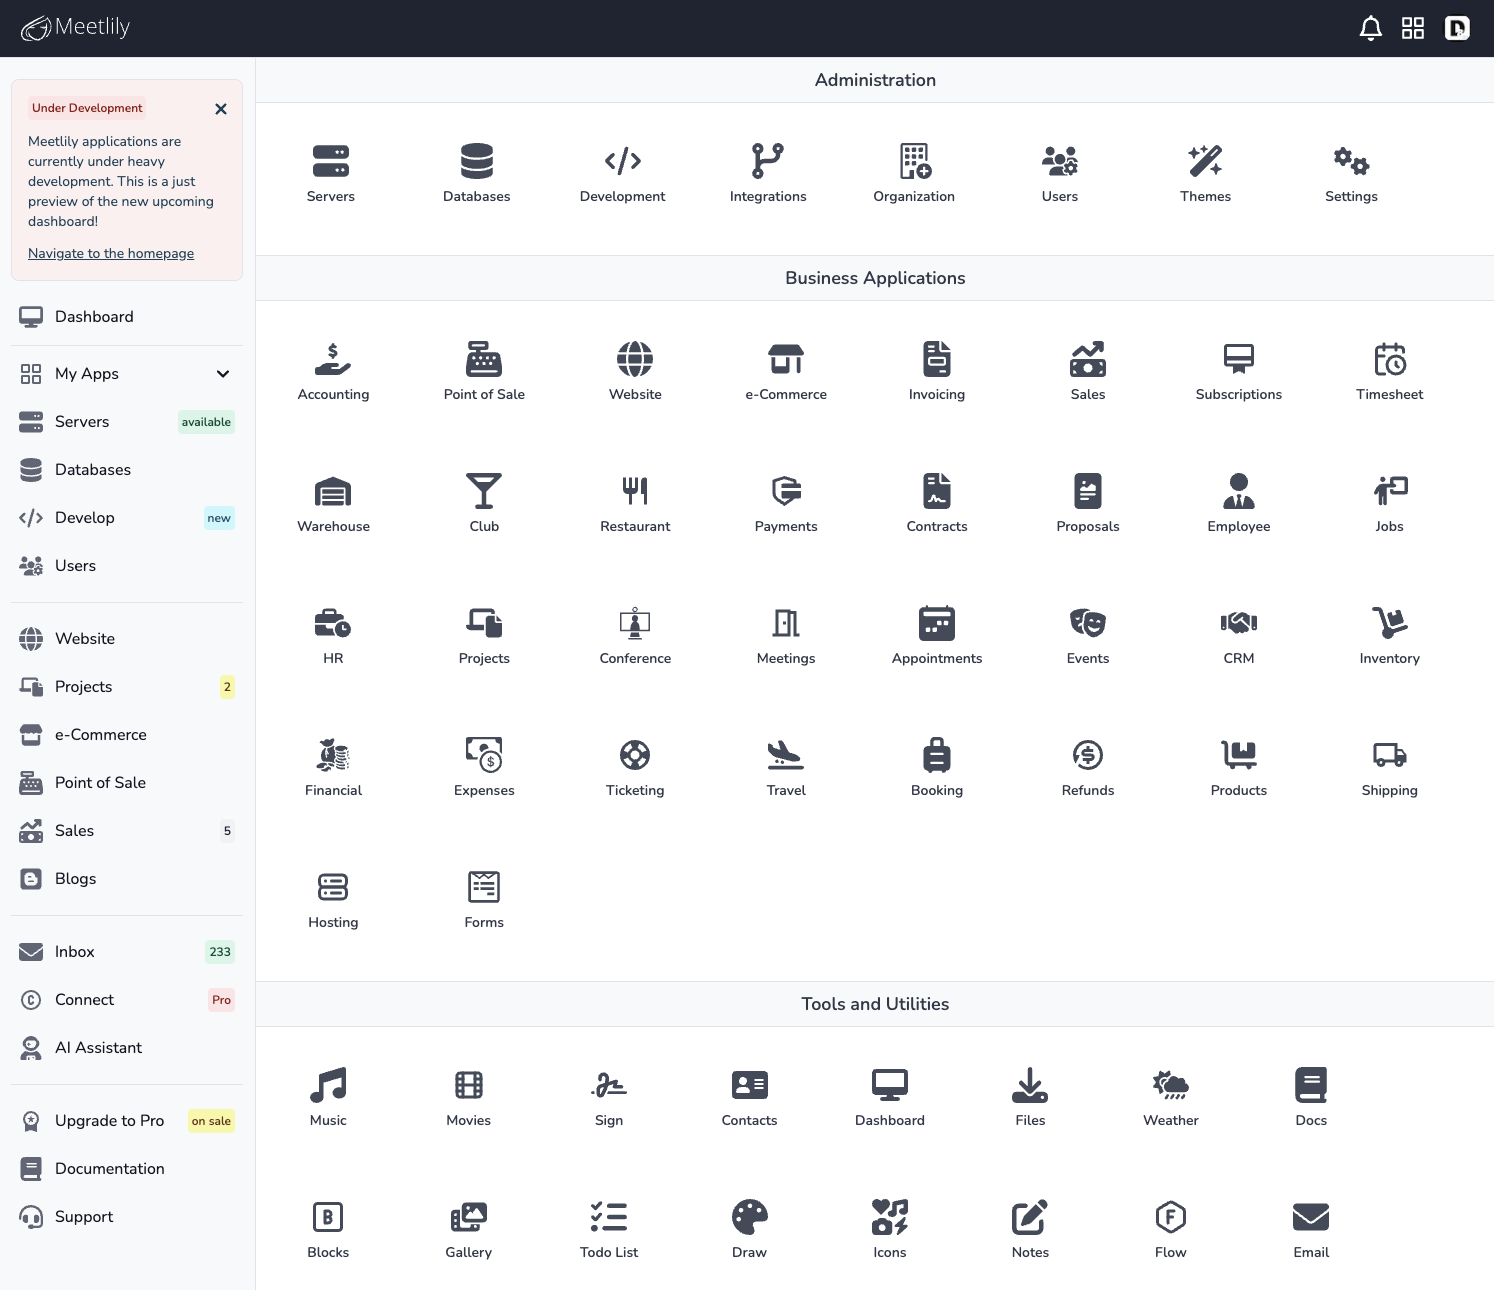 Meetlily
Under Development
Meetlily applications are
currently under heavy
development. This is a just
preview of the new upcoming
dashboard!
Navigate to the homepage
Dashboard
My Apps
Servers available
Databases
Develop new
Users
Website
Projects 2
e-Commerce
Point of Sale
Sales 5
Blogs
Inbox 233
Connect Pro
AI Assistant
Upgrade to Pro on sale
Documentation
Support
Administration
Servers Databases Development Integrations Organization Users Themes Settings
Business Applications
Accounting Point of Sale Website e-Commerce Invoicing Sales Subscriptions Timesheet
Warehouse Club Restaurant Payments Contracts Proposals Employee Jobs
HR Projects Conference Meetings Appointments Events CRM Inventory
Financial Expenses Ticketing Travel Booking Refunds Products Shipping
Hosting Forms
Tools and Utilities
Music Movies Sign Contacts Dashboard Files Weather Docs
Blocks Gallery Todo List Draw Icons Notes Flow Email